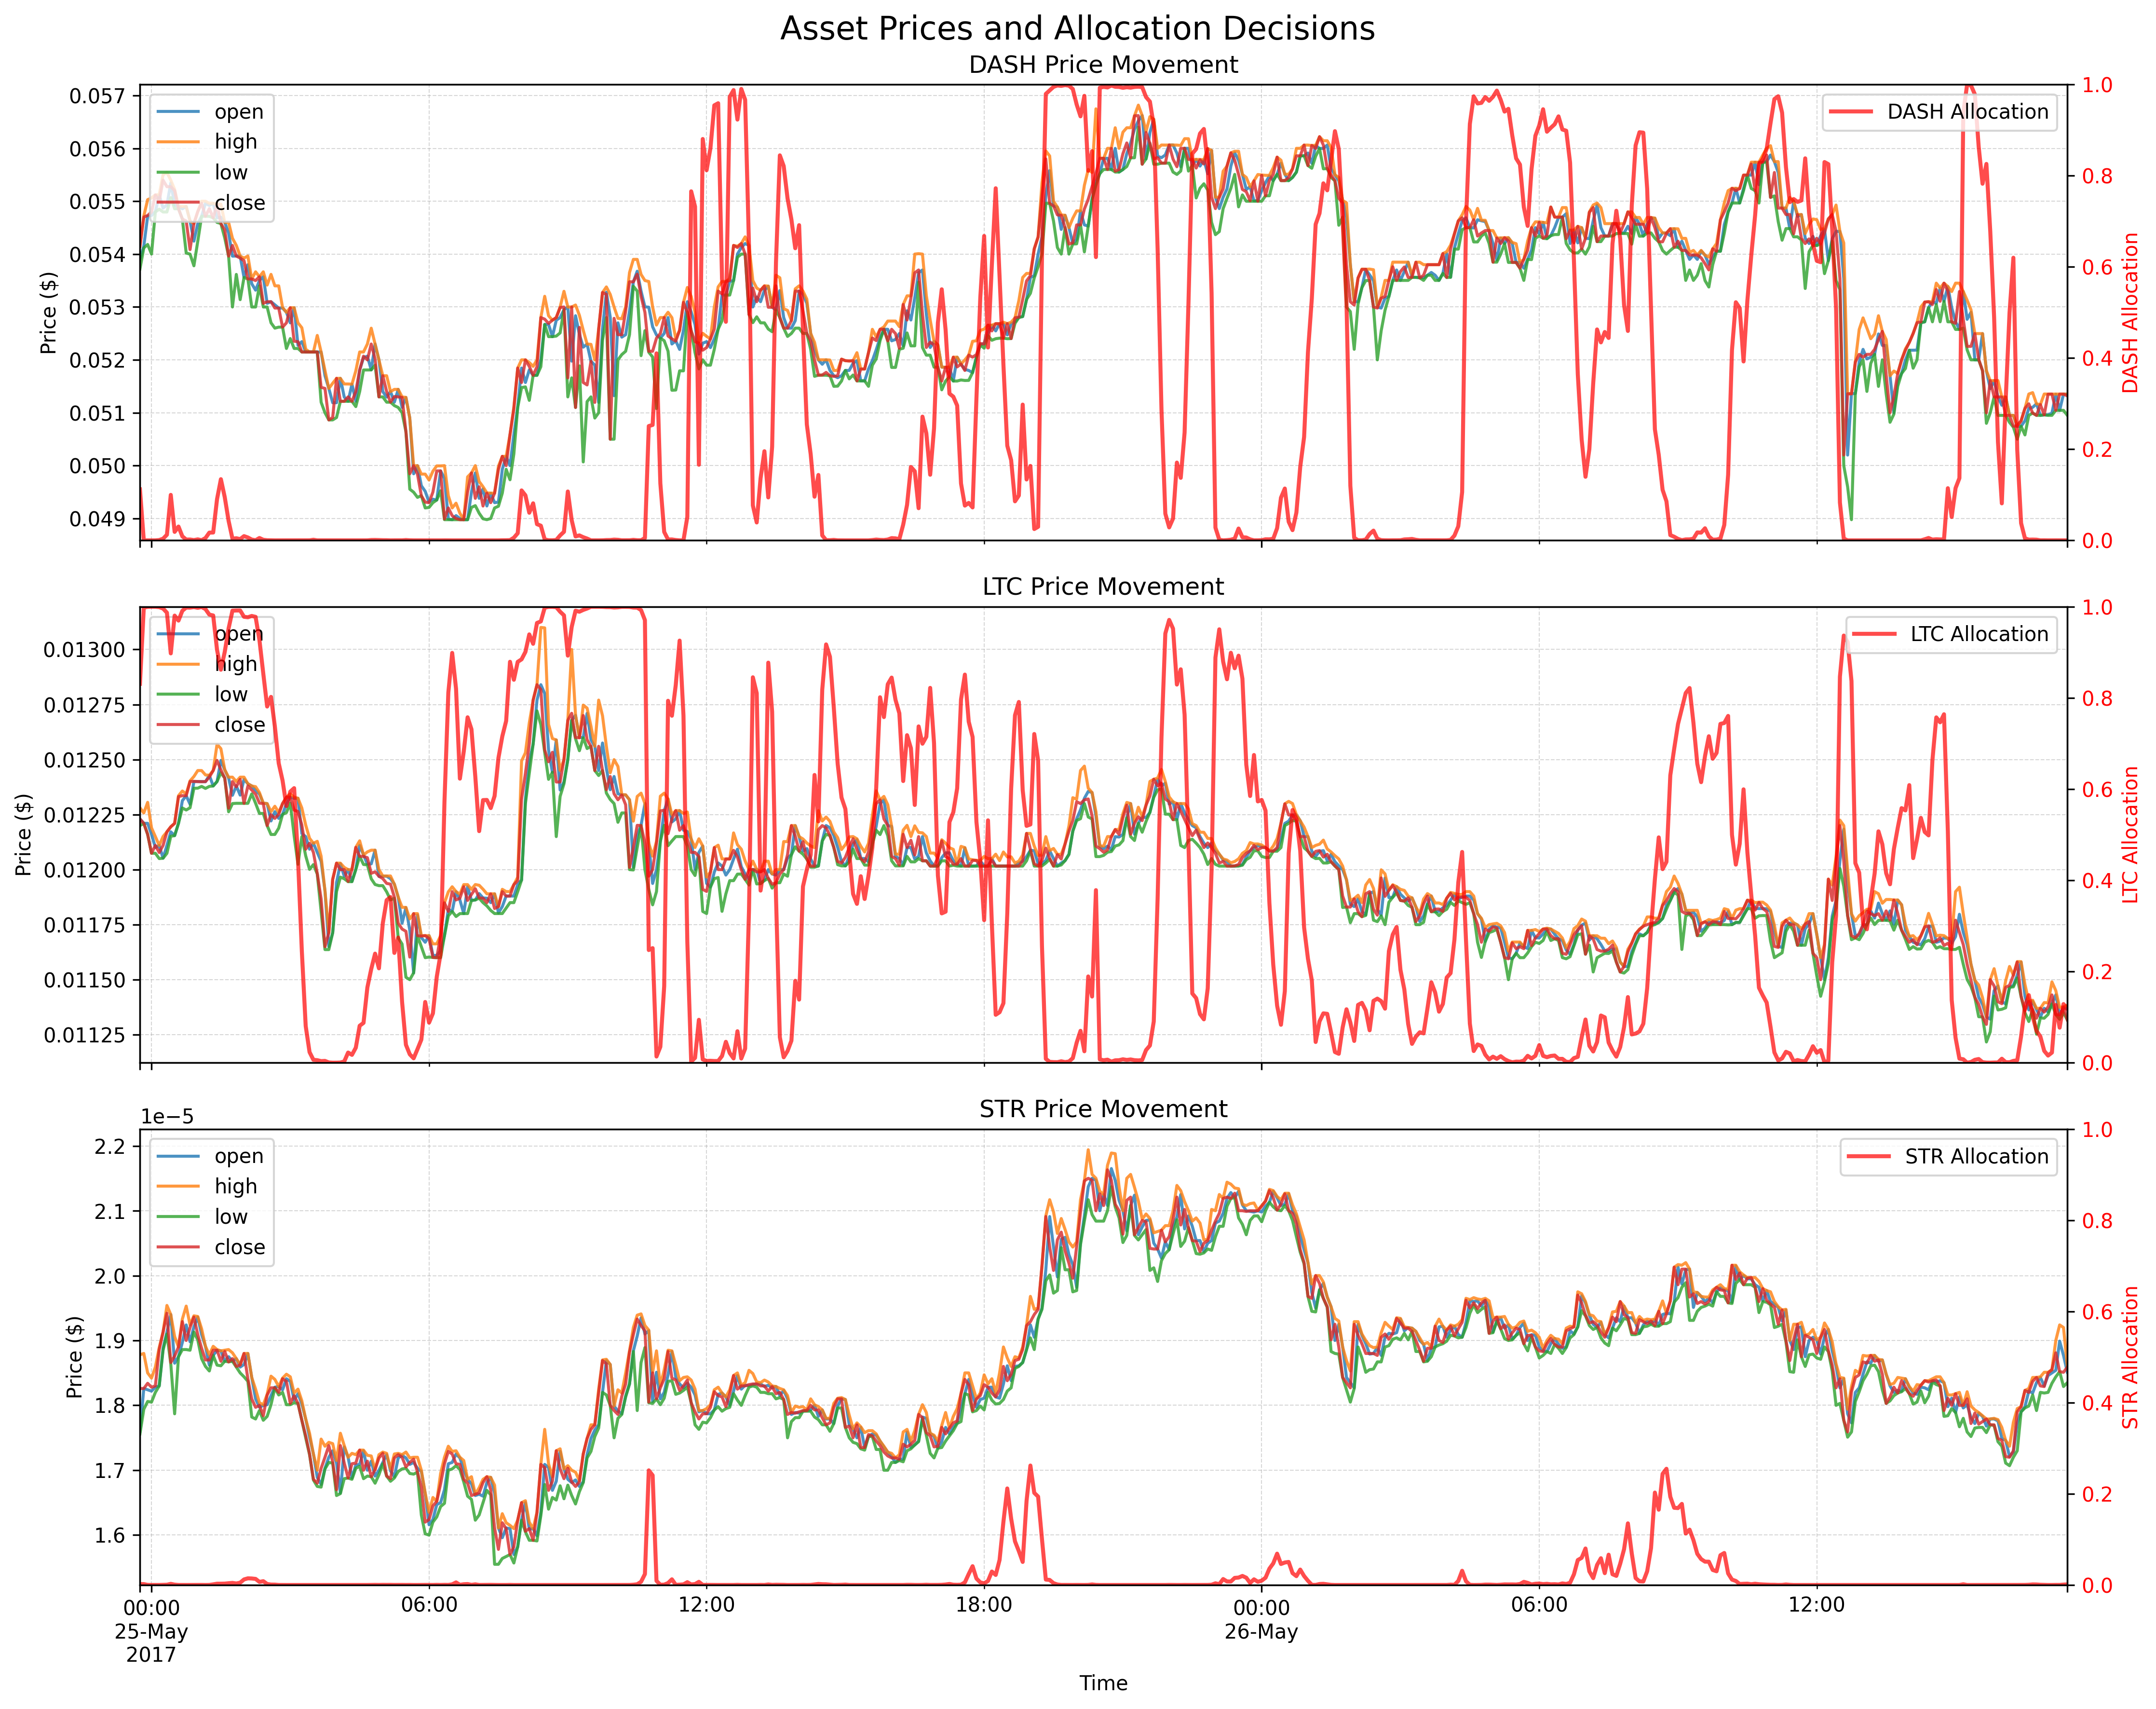 Asset Prices and Allocation Decisions
DASH Price Movement
0.057
0.056
0.055
0.054
0.053
0.052
0.051
0.050
0.049
Price ($)
open
high
low
close
DASH Allocation
1.0
0.8
0.6
0.4
0.2
0.0
DASH Allocation
LTC Price Movement
0.01300
0.01275
0.01250
0.01225
0.01200
0.01175
0.01150
0.01125
Price ($)
open
high
low
close
LTC Allocation
1.0
0.8
0.6
0.4
0.2
0.0
LTC Allocation
STR Price Movement
1e−5
2.2
2.1
2.0
1.9
1.8
1.7
1.6
Price ($)
open
high
low
close
STR Allocation
1.0
0.8
0.6
0.4
0.2
0.0
STR Allocation
00:00 06:00 12:00 18:00 00:00 06:00 12:00
25-May 26-May
2017
Time